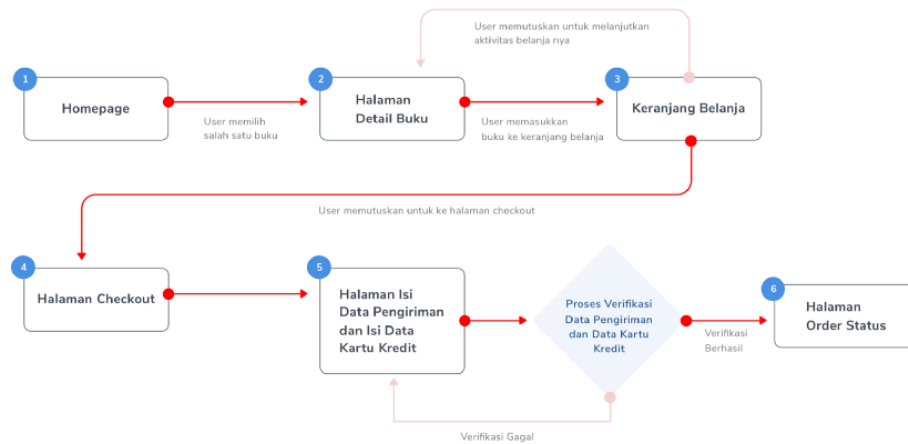 User memutuskan untuk melanjutkan
aktivitas belanja nya
1
Homepage
User memilih
salah satu buku
2
Halaman
Detail Buku
User memasukkan
buku ke keranjang belanja
3
Keranjang Belanja
User memutuskan untuk ke halaman checkout
4
Halaman Checkout
5
Halaman Isi
Data Pengiriman
dan Isi Data
Kartu Kredit
Proses Verifikasi
Data Pengiriman
dan Data Kartu
Kredit
Verifikasi
Berhasil
6
Halaman
Order Status
Verifikasi Gagal